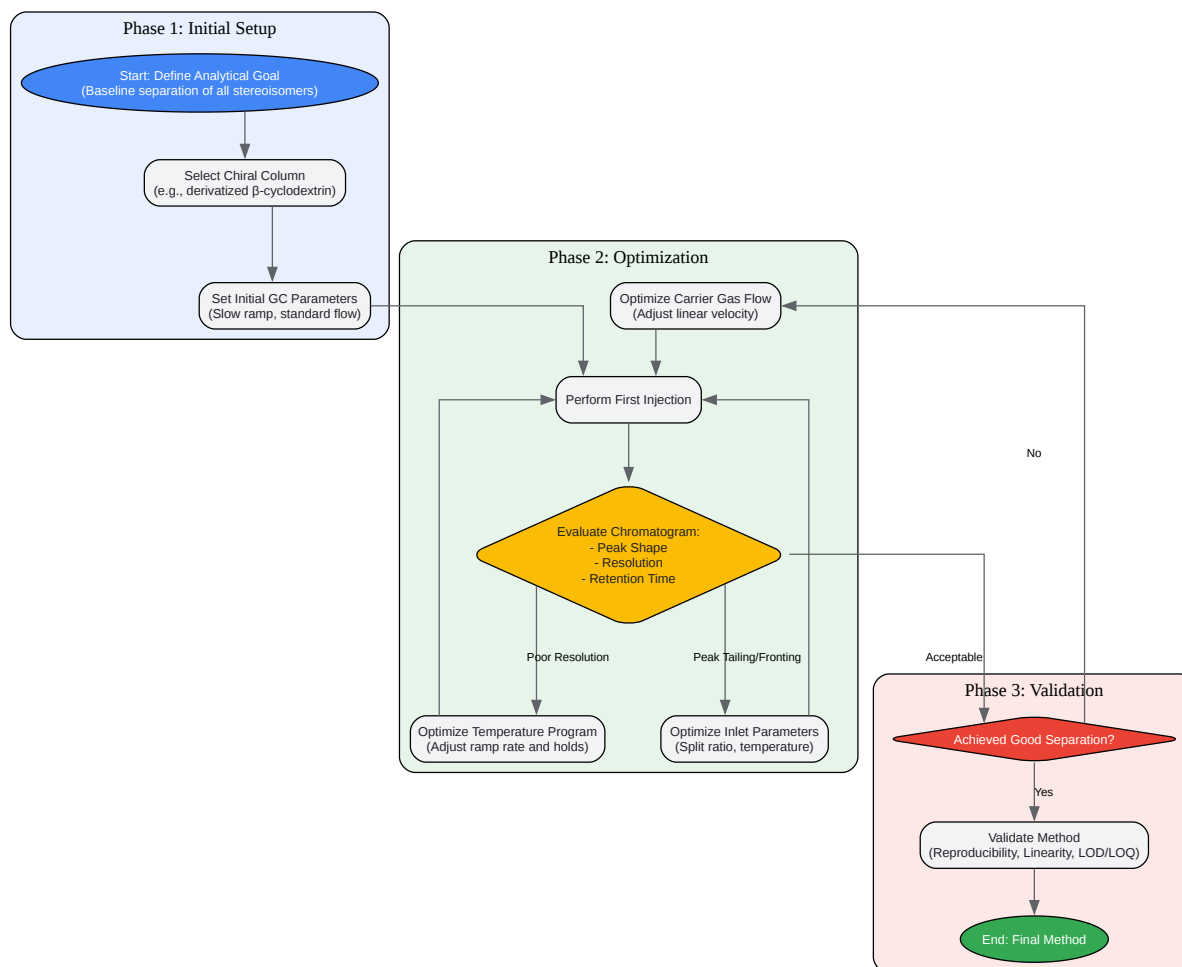 Phase 1: Initial Setup
Start: Define Analytical Goal
(Baseline separation of all stereoisomers)
Select Chiral Column
(e.g., derivatized β-cyclodextrin)
Set Initial GC Parameters
(Slow ramp, standard flow)
Phase 2: Optimization
Optimize Carrier Gas Flow
(Adjust linear velocity)
Perform First Injection
Evaluate Chromatogram:
- Peak Shape
- Resolution
- Retention Time
Poor Resolution
Peak Tailing/Fronting
Optimize Temperature Program
(Adjust ramp rate and holds)
Optimize Inlet Parameters
(Split ratio, temperature)
No
Acceptable
Phase 3: Validation
Achieved Good Separation?
Yes
Validate Method
(Reproducibility, Linearity, LOD/LOQ)
End: Final Method